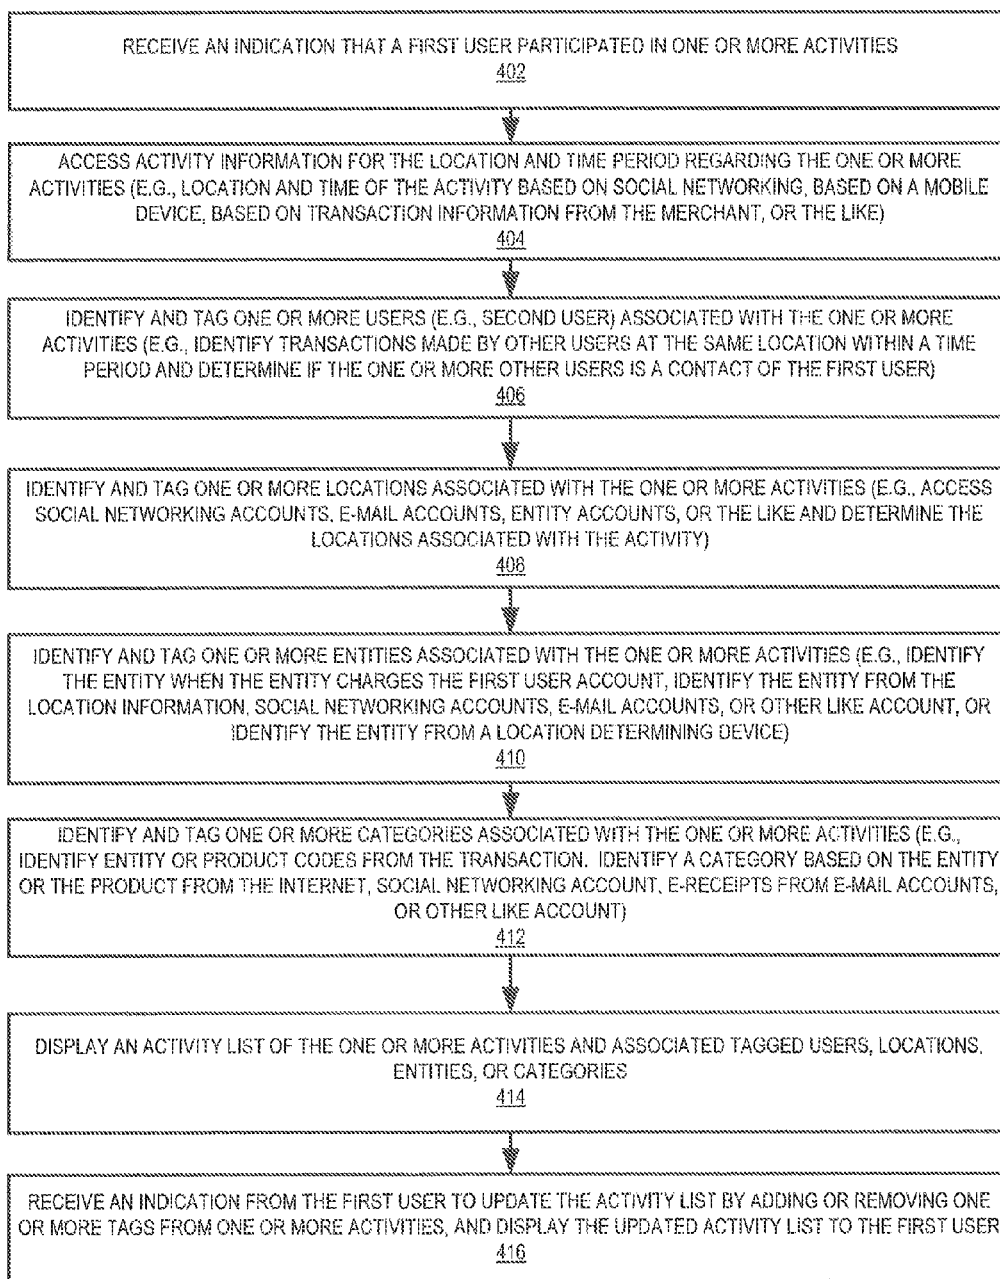 RECEIVE AN INDICATION THAT A FIRST USER PARTICIPATED IN ONE OR MORE ACTIVITIES
402
ACCESS ACTIVITY INFORMATION FOR THE LOCATION AND TIME PERIOD REGARDING THE ONE OR MORE
ACTIVITIES (E.G., LOCATION AND TIME OF THE ACTIVITY BASED ON SOCIAL NETWORKING, BASED ON A MOBILE
DEVICE, BASED ON TRANSACTION INFORMATION FROM THE MERCHANT, OR THE LIKE)
404
IDENTIFY AND TAG ONE OR MORE USERS (E.G., SECOND USER) ASSOCIATED WITH THE ONE OR MORE
ACTIVITIES (E.G., IDENTIFY TRANSACTIONS MADE BY OTHER USERS AT THE SAME LOCATION WITHIN A TIME
PERIOD AND DETERMINE IF THE ONE OR MORE OTHER USERS IS A CONTACT OF THE FIRST USER)
406
IDENTIFY AND TAG ONE OR MORE LOCATIONS ASSOCIATED WITH THE ONE OR MORE ACTIVITIES (E.G., ACCESS
SOCIAL NETWORKING ACCOUNTS, E-MAIL ACCOUNTS, ENTITY ACCOUNTS, OR THE LIKE AND DETERMINE THE
LOCATIONS ASSOCIATED WITH THE ACTIVITY)
408
IDENTIFY AND TAG ONE OR MORE ENTITIES ASSOCIATED WITH THE ONE OR MORE ACTIVITIES (E.G., IDENTIFY
THE ENTITY WHEN THE ENTITY CHARGES THE FIRST USER ACCOUNT, IDENTIFY THE ENTITY FROM THE
LOCATION INFORMATION, SOCIAL NETWORKING ACCOUNTS, E-MAIL ACCOUNTS, OR OTHER LIKE ACCOUNT, OR
IDENTIFY THE ENTITY FROM A LOCATION DETERMINING DEVICE)
410
IDENTIFY AND TAG ONE OR MORE CATEGORIES ASSOCIATED WITH THE ONE OR MORE ACTIVITIES (E.G.,
IDENTIFY ENTITY OR PRODUCT CODES FROM THE TRANSACTION. IDENTIFY A CATEGORY BASED ON THE ENTITY
OR THE PRODUCT FROM THE INTERNET, SOCIAL NETWORKING ACCOUNT, E-RECEIPTS FROM E-MAIL ACCOUNTS,
OR OTHER LIKE ACCOUNT)
412
DISPLAY AN ACTIVITY LIST OF THE ONE OR MORE ACTIVITIES AND ASSOCIATED TAGGED USERS, LOCATIONS,
ENTITIES, OR CATEGORIES
414
RECEIVE AN INDICATION FROM THE FIRST USER TO UPDATE THE ACTIVITY LIST BY ADDING OR REMOVING ONE
OR MORE TAGS FROM ONE OR MORE ACTIVITIES, AND DISPLAY THE UPDATED ACTIVITY LIST TO THE FIRST USER
416